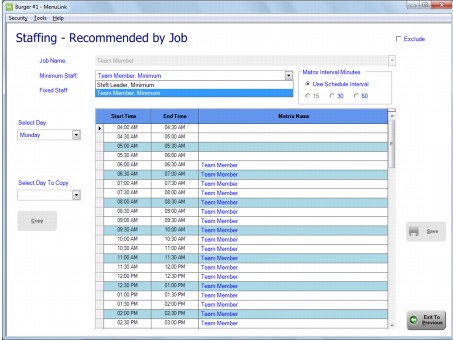 Burger #1 - MenuLink
Security Tools Help
Staffing - Recommended by Job
Exclude
Job Name:
Team Member
Minimum Staff:
Team Member, Minimum
Shift Leader, Minimum
Team Member, Minimum
Fixed Staff:
Matrix Interval Minutes
Use Schedule Interval
15 30 60
Select Day
Monday
Select Day To Copy
Copy
Start Time End Time Matrix Name
04:00 AM 04:30 AM
04:30 AM 05:00 AM
05:00 AM 05:30 AM
05:30 AM 06:00 AM
06:00 AM 06:30 AM Team Member
06:30 AM 07:00 AM Team Member
07:00 AM 07:30 AM Team Member
07:30 AM 08:00 AM Team Member
08:00 AM 08:30 AM Team Member
08:30 AM 09:00 AM Team Member
09:00 AM 09:30 AM Team Member
09:30 AM 10:00 AM Team Member
10:00 AM 10:30 AM Team Member
10:30 AM 11:00 AM Team Member
11:00 AM 11:30 AM Team Member
11:30 AM 12:00 PM Team Member
12:00 PM 12:30 PM Team Member
12:30 PM 01:00 PM Team Member
01:00 PM 01:30 PM Team Member
01:30 PM 02:00 PM Team Member
02:00 PM 02:30 PM Team Member
02:30 PM 03:00 PM Team Member
Save
Exit To
Previous